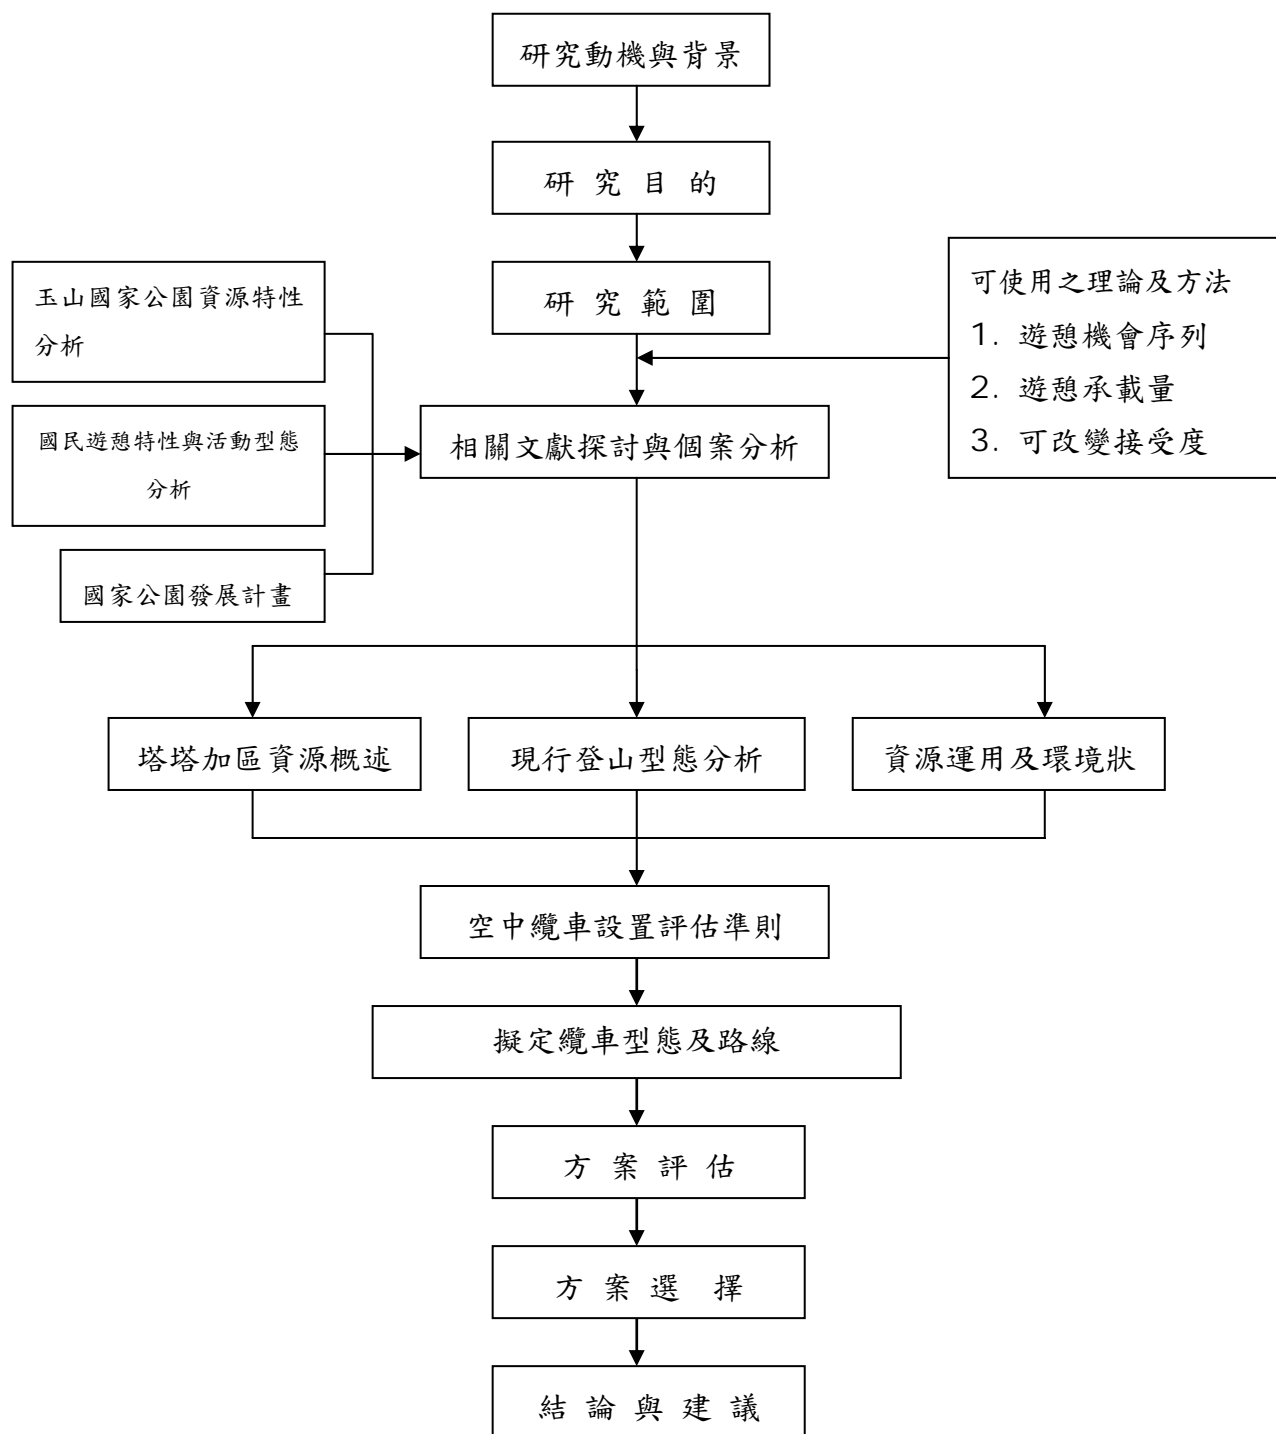 研究動機與背景
研究目的
研究範圍
玉山國家公園資源特性
分析
可使用之理論及方法
1. 遊憩機會序列
2. 遊憩承載量
3. 可改變接受度
國民遊憩特性與活動型態
分析
相關文獻探討與個案分析
國家公園發展計畫
塔塔加區資源概述
現行登山型態分析
資源運用及環境狀
空中纜車設置評估準則
擬定纜車型態及路線
方案評估
方案選擇
結論與建議